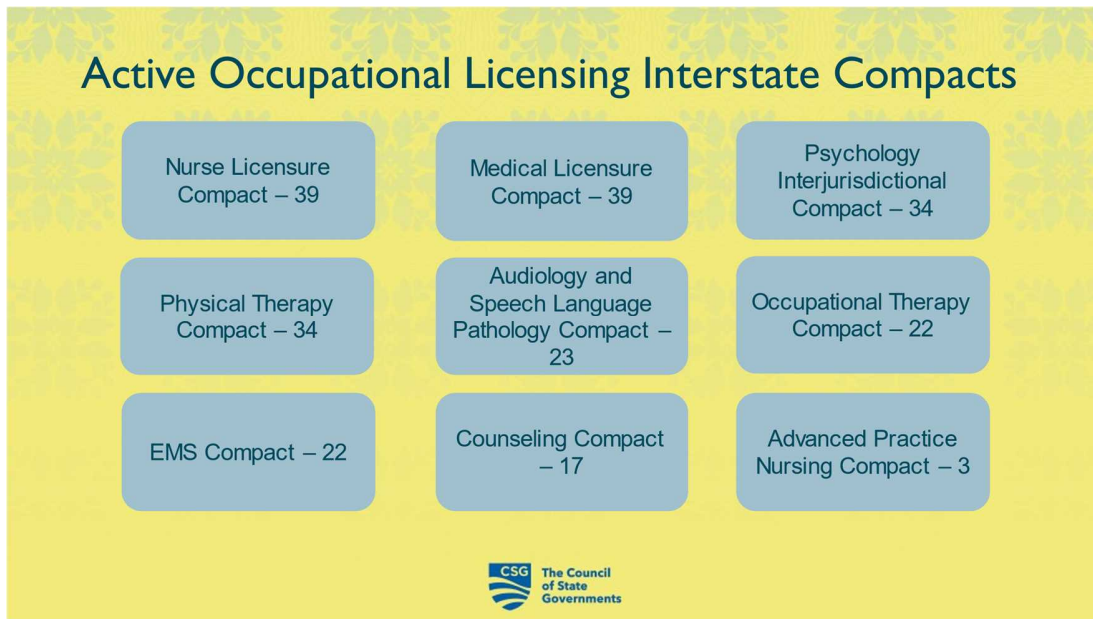 Active Occupational Licensing Interstate Compacts
Nurse Licensure
Compact – 39
Medical Licensure
Compact – 39
Psychology
Interjurisdictional
Compact – 34
Physical Therapy
Compact – 34
Audiology and
Speech Language
Pathology Compact –
23
Occupational Therapy
Compact – 22
EMS Compact – 22
Counseling Compact
– 17
Advanced Practice
Nursing Compact – 3
CSG
The Council
of State
Governments